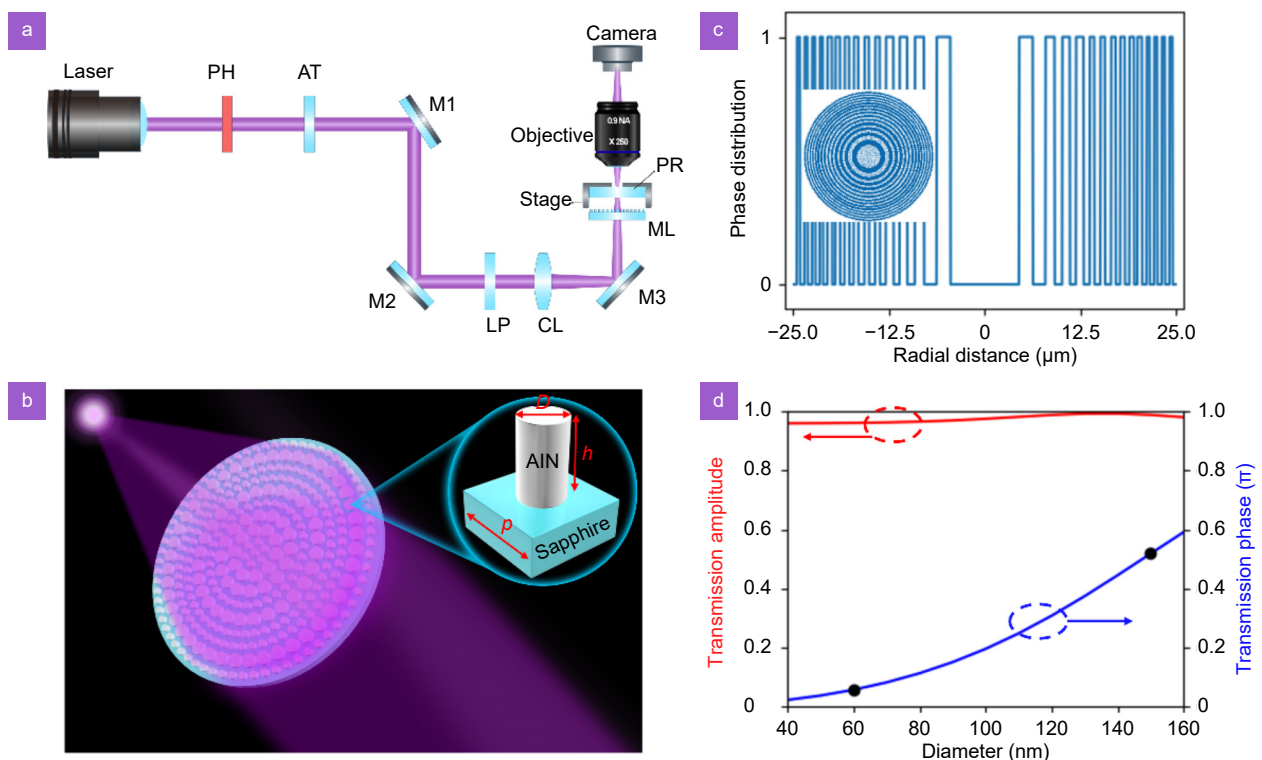 a
Laser
PH
AT
M1
Camera
Objective
0.9 NA
X 250
PR
Stage
ML
M2
LP
CL
M3
b
D
h
AlN
p
Sapphire
c
Phase distribution
1
0
−25.0 −12.5 0 12.5 25.0
Radial distance (µm)
d
Transmission amplitude
1.0
0.8
0.6
0.4
0.2
0
1.0
0.8
0.6
0.4
0.2
0
Transmission phase (π)
40 60 80 100 120 140 160
Diameter (nm)